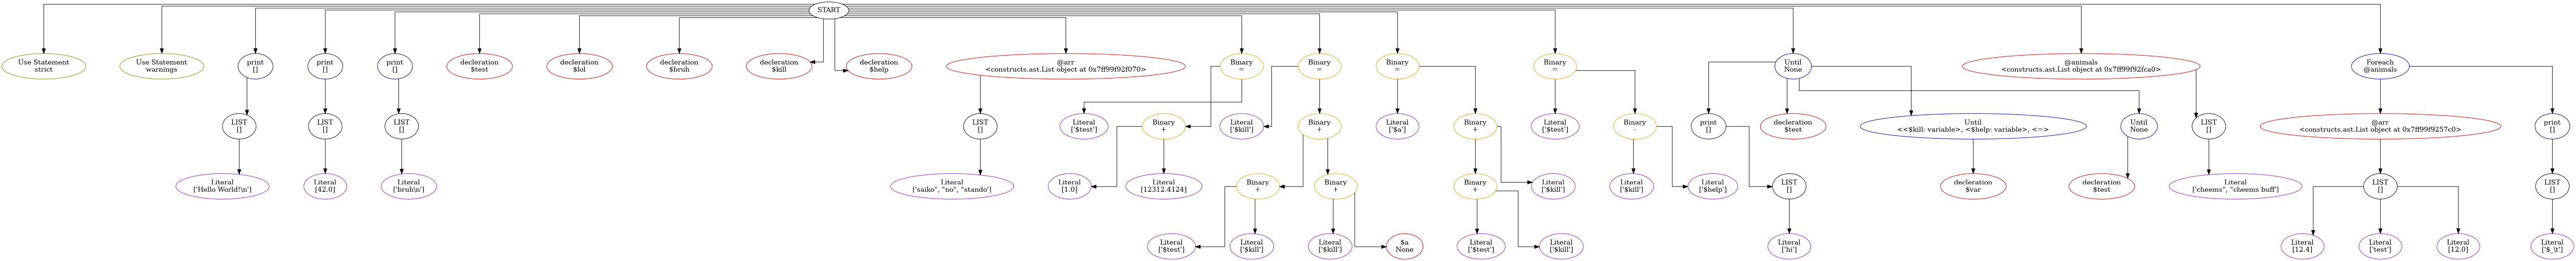 START
Use Statement
strict
Use Statement
warnings
print
[]
print
[]
print
[]
decleration
$test
decleration
$lol
decleration
$bruh
decleration
$kill
decleration
$help
@arr
<constructs.ast.List object at 0x7ff99f92f070>
Binary
=
Binary
=
Binary
=
Binary
=
Until
None
@animals
<constructs.ast.List object at 0x7ff99f92fca0>
Foreach
@animals
LIST
[]
LIST
[]
LIST
[]
LIST
[]
Literal
['$test']
Binary
+
Literal
['$kill']
Binary
+
Literal
['$a']
Binary
+
Literal
['$test']
Binary
-
print
[]
decleration
$test
Until
<<$kill: variable>, <$help: variable>, <=>
Until
None
LIST
[]
@arr
<constructs.ast.List object at 0x7ff99f9257c0>
print
[]
Literal
['Hello World!\n']
Literal
[42.0]
Literal
['bruh\n']
Literal
['saiko", "no", "stando']
Literal
[1.0]
Literal
[12312.4124]
Binary
+
Binary
+
Binary
+
Literal
['$kill']
Literal
['$kill']
Literal
['$help']
LIST
[]
decleration
$var
decleration
$test
Literal
['cheems", "cheems buff']
LIST
[]
LIST
[]
Literal
['$test']
Literal
['$kill']
Literal
['$kill']
$a
None
Literal
['$test']
Literal
['$kill']
Literal
['hi']
Literal
[12.4]
Literal
['test']
Literal
[12.0]
Literal
['$_\t']